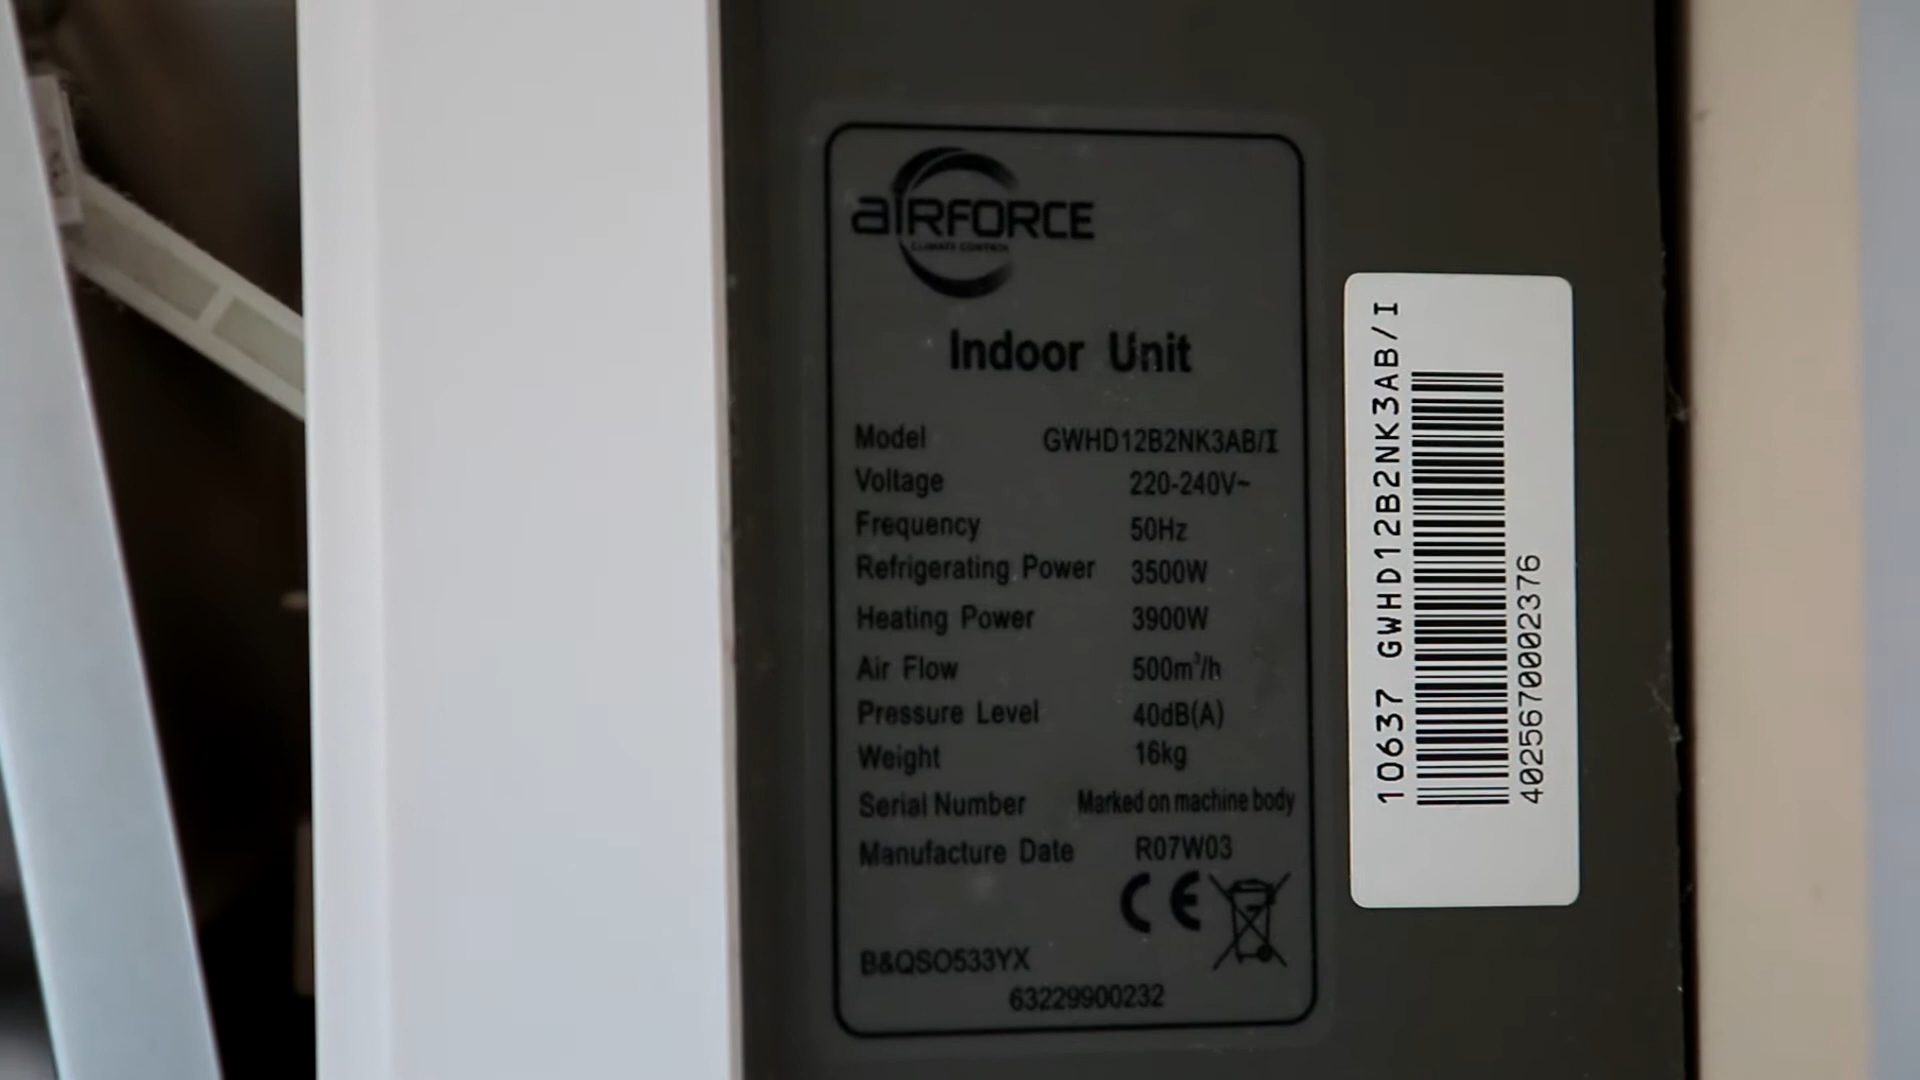 aIRFORCE
CLIMATE CONTROL
Indoor Unit
Model GWHD12B2NK3AB/I
Voltage 220-240V~
Frequency 50Hz
Refrigerating Power 3500W
Heating Power 3900W
Air Flow 500m³/h
Pressure Level 40dB(A)
Weight 16kg
Serial Number Marked on machine body
Manufacture Date R07W03
CE
B&QSO533YX
63229900232
10637 GWHD12B2NK3AB/I
4025670002376